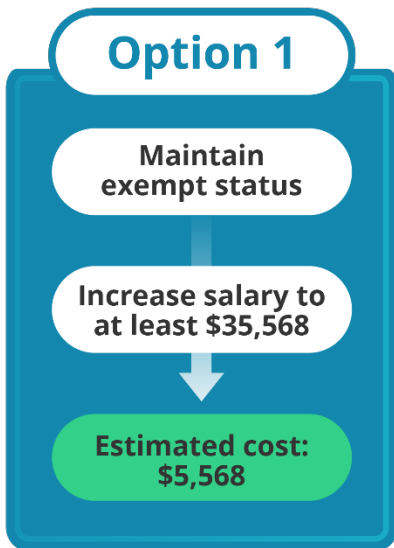 Option 1
Maintain
exempt status
Increase salary to
at least $35,568
Estimated cost:
$5,568